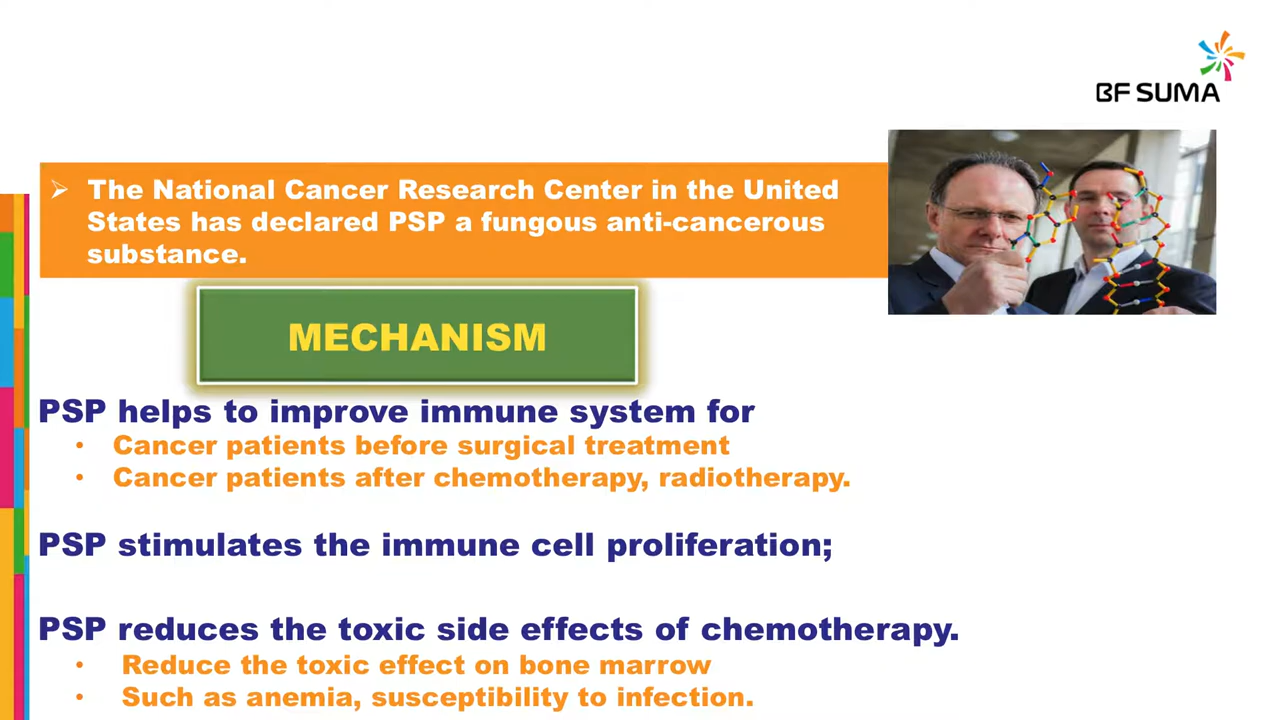 BF SUMA
➢ The National Cancer Research Center in the United
States has declared PSP a fungous anti-cancerous
substance.
MECHANISM
PSP helps to improve immune system for
• Cancer patients before surgical treatment
• Cancer patients after chemotherapy, radiotherapy.
PSP stimulates the immune cell proliferation;
PSP reduces the toxic side effects of chemotherapy.
• Reduce the toxic effect on bone marrow
• Such as anemia, susceptibility to infection.